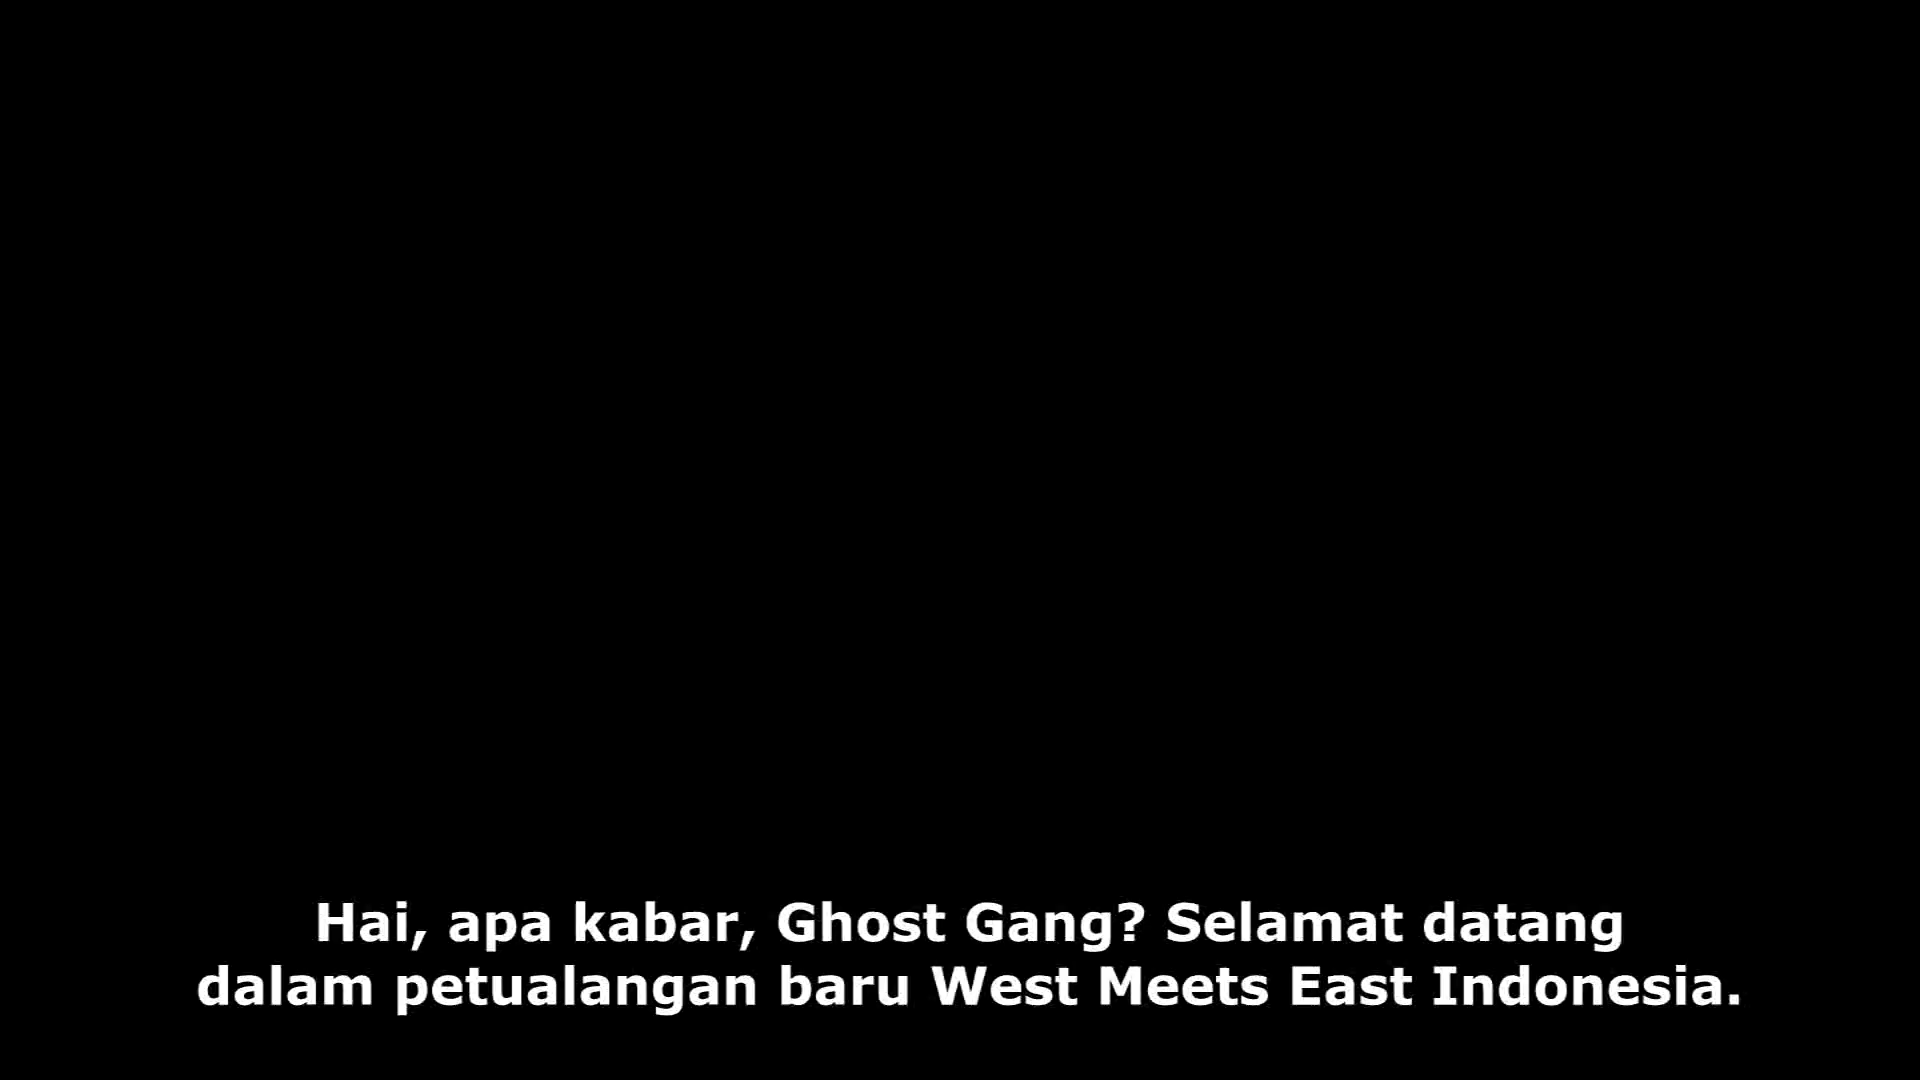 Hai, apa kabar, Ghost Gang? Selamat datang
dalam petualangan baru West Meets East Indonesia.